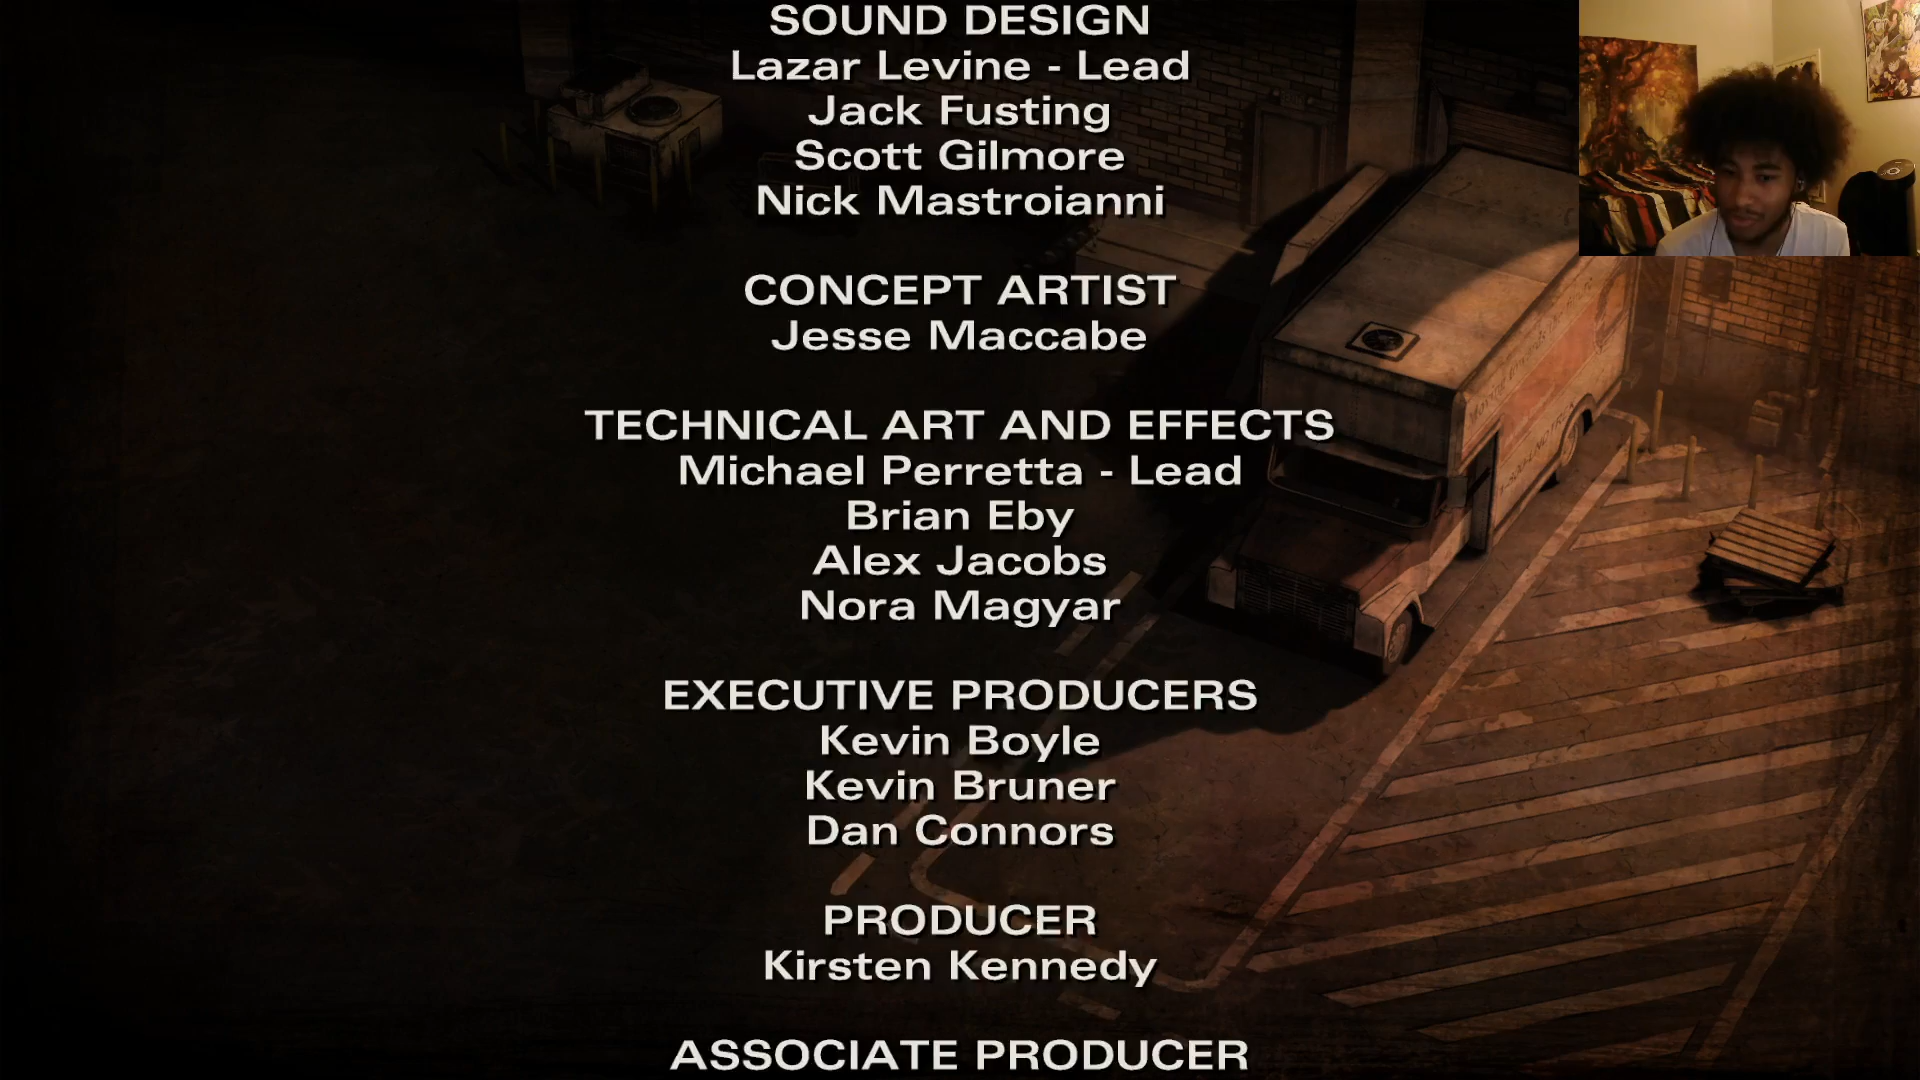 SOUND DESIGN
Lazar Levine - Lead
Jack Fusting
Scott Gilmore
Nick Mastroianni
CONCEPT ARTIST
Jesse Maccabe
TECHNICAL ART AND EFFECTS
Michael Perretta - Lead
Brian Eby
Alex Jacobs
Nora Magyar
EXECUTIVE PRODUCERS
Kevin Boyle
Kevin Bruner
Dan Connors
PRODUCER
Kirsten Kennedy
ASSOCIATE PRODUCER